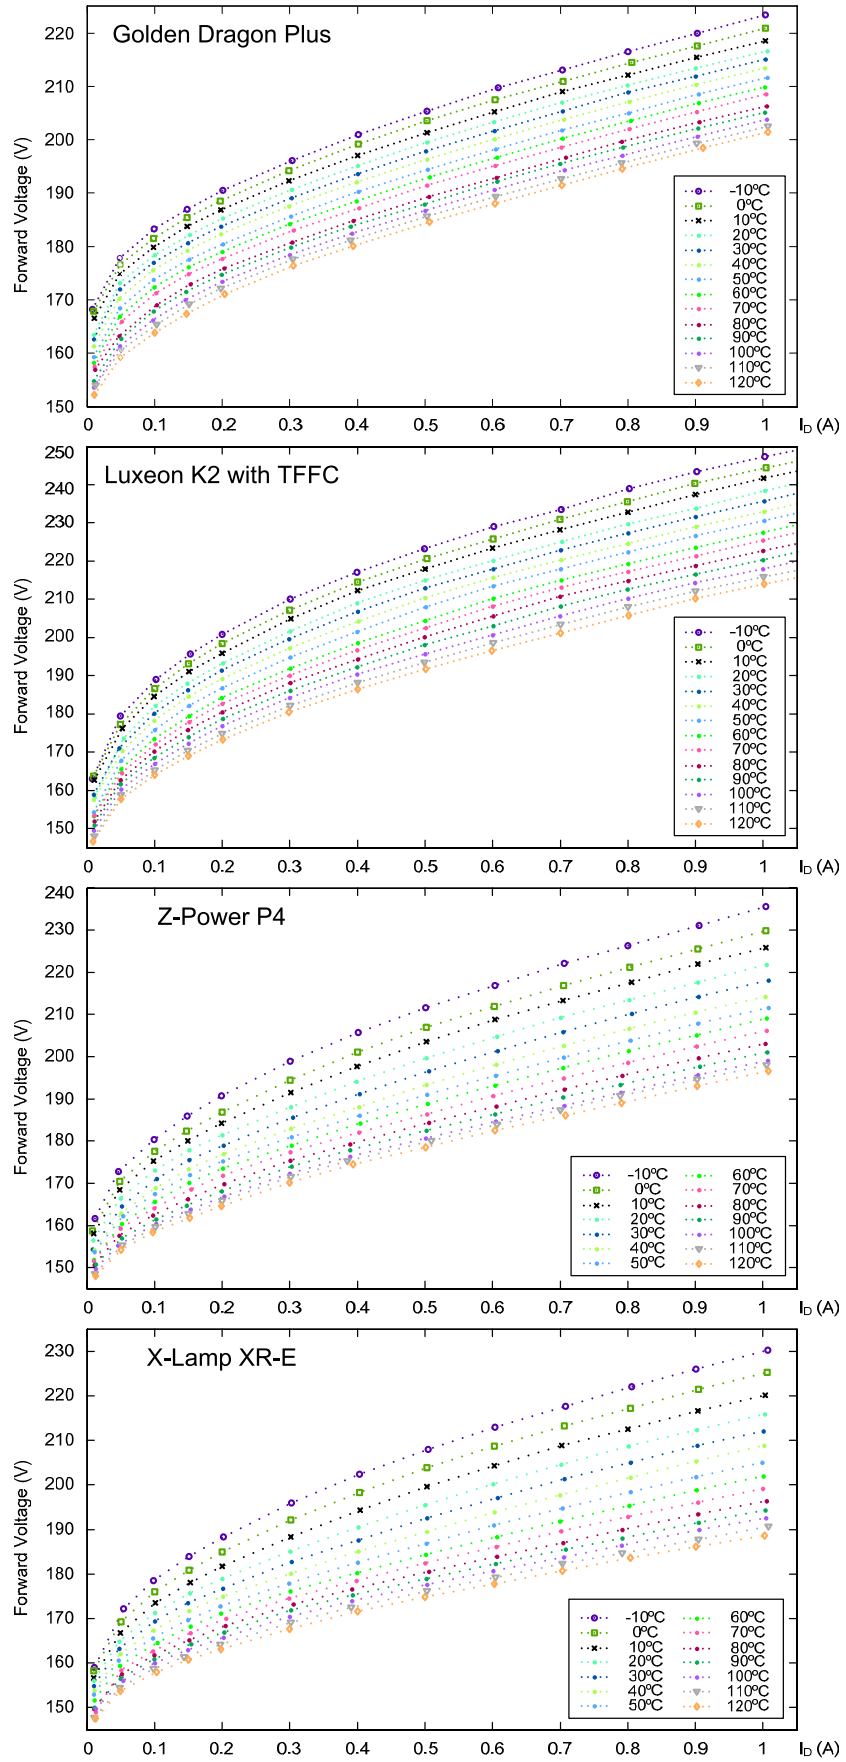 Golden Dragon Plus
Forward Voltage (V)
220
210
200
190
180
170
160
150
-10ºC
0ºC
10ºC
20ºC
30ºC
40ºC
50ºC
60ºC
70ºC
80ºC
90ºC
100ºC
110ºC
120ºC
0 0.1 0.2 0.3 0.4 0.5 0.6 0.7 0.8 0.9 1 ID (A)
Luxeon K2 with TFFC
Forward Voltage (V)
250
240
230
220
210
200
190
180
170
160
150
-10ºC
0ºC
10ºC
20ºC
30ºC
40ºC
50ºC
60ºC
70ºC
80ºC
90ºC
100ºC
110ºC
120ºC
0 0.1 0.2 0.3 0.4 0.5 0.6 0.7 0.8 0.9 1 ID (A)
Z-Power P4
Forward Voltage (V)
240
230
220
210
200
190
180
170
160
150
-10ºC 60ºC
0ºC 70ºC
10ºC 80ºC
20ºC 90ºC
30ºC 100ºC
40ºC 110ºC
50ºC 120ºC
0 0.1 0.2 0.3 0.4 0.5 0.6 0.7 0.8 0.9 1 ID (A)
X-Lamp XR-E
Forward Voltage (V)
230
220
210
200
190
180
170
160
150
-10ºC 60ºC
0ºC 70ºC
10ºC 80ºC
20ºC 90ºC
30ºC 100ºC
40ºC 110ºC
50ºC 120ºC
0 0.1 0.2 0.3 0.4 0.5 0.6 0.7 0.8 0.9 1 ID (A)